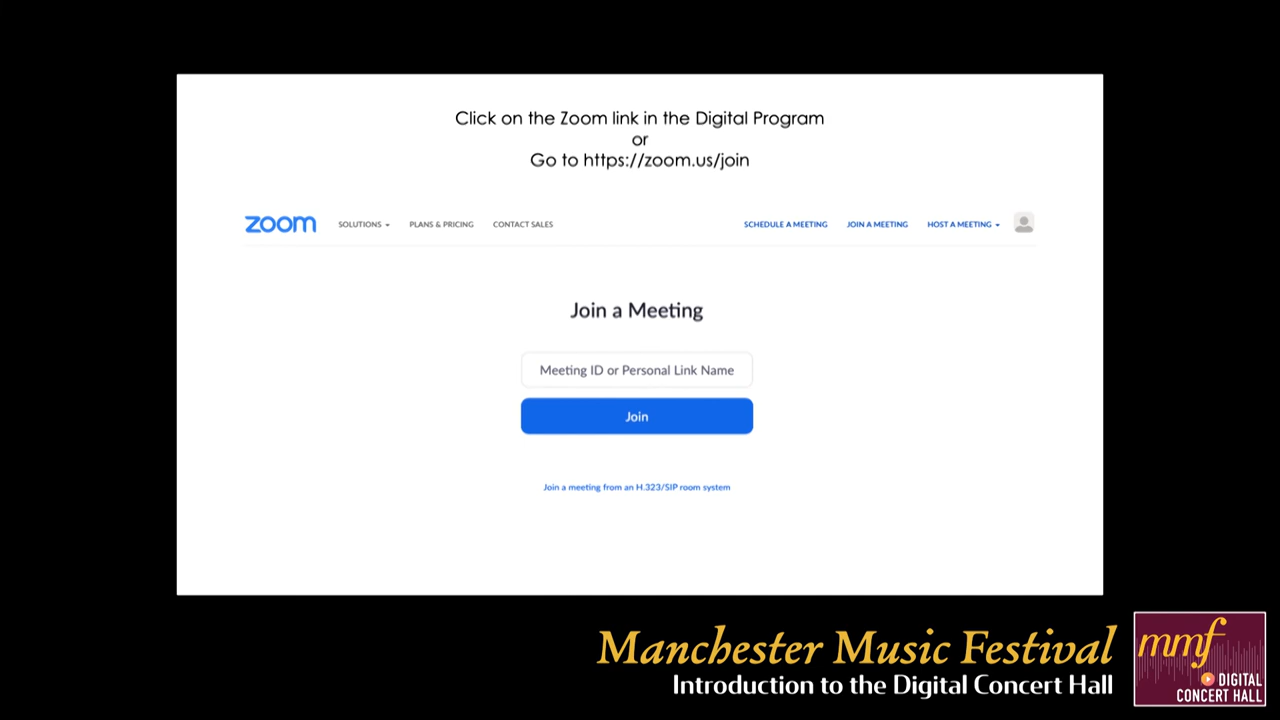 Click on the Zoom link in the Digital Program
or
Go to https://zoom.us/join
zoom SOLUTIONS PLANS & PRICING CONTACT SALES SCHEDULE A MEETING JOIN A MEETING HOST A MEETING
Join a Meeting
Meeting ID or Personal Link Name
Join
Join a meeting from an H.323/SIP room system
Manchester Music Festival
Introduction to the Digital Concert Hall
mmf
DIGITAL
CONCERT HALL